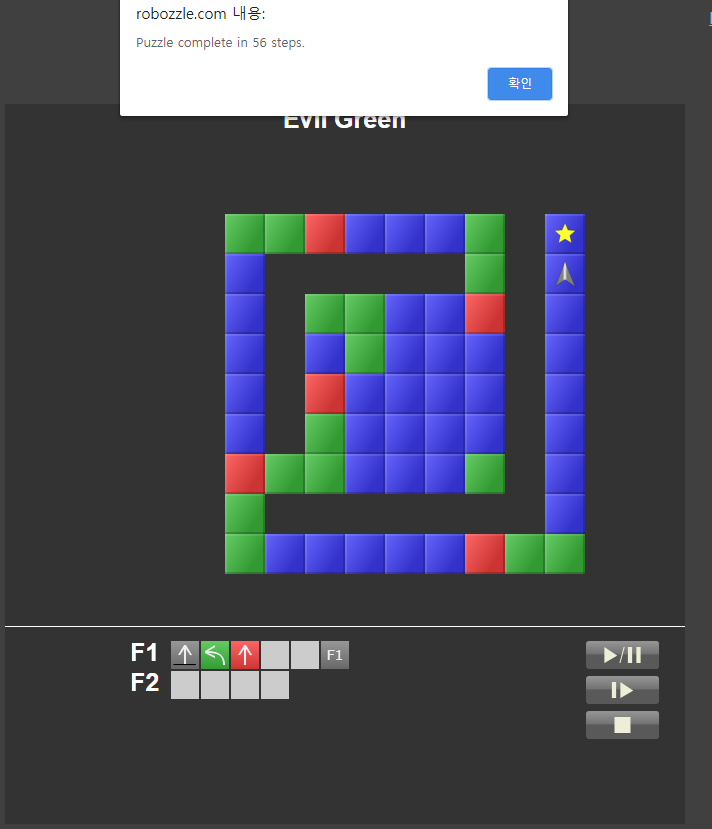 robozzle.com 내용:
Puzzle complete in 56 steps.
확인
Evil Green
F1
F1
F2